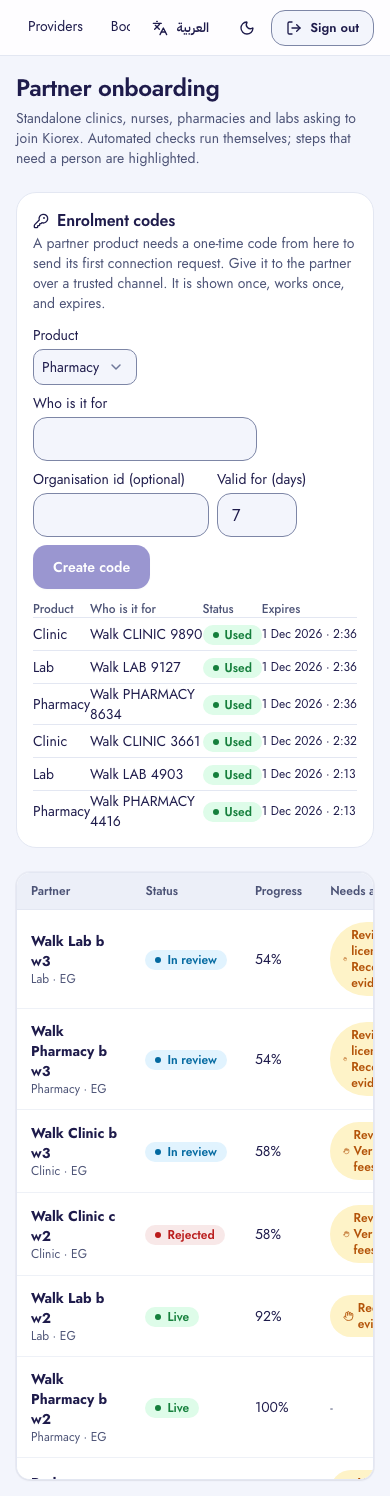 Providers Boo العربية Sign out
Partner onboarding
Standalone clinics, nurses, pharmacies and labs asking to
join Kiorex. Automated checks run themselves; steps that
need a person are highlighted.
Enrolment codes
A partner product needs a one-time code from here to
send its first connection request. Give it to the partner
over a trusted channel. It is shown once, works once,
and expires.
Product
Pharmacy
Who is it for
Organisation id (optional) Valid for (days)
7
Create code
Product Who is it for Status Expires
Clinic Walk CLINIC 9890 Used 1 Dec 2026 · 2:36
Lab Walk LAB 9127 Used 1 Dec 2026 · 2:36
Pharmacy Walk PHARMACY 8634 Used 1 Dec 2026 · 2:36
Clinic Walk CLINIC 3661 Used 1 Dec 2026 · 2:32
Lab Walk LAB 4903 Used 1 Dec 2026 · 2:13
Pharmacy Walk PHARMACY 4416 Used 1 Dec 2026 · 2:13
Partner Status Progress Needs
Walk Lab b
w3
Lab · EG
In review
54%
Walk
Pharmacy b
w3
Pharmacy · EG
In review
54%
Walk Clinic b
w3
Clinic · EG
In review
58%
fees
Walk Clinic c
w2
Clinic · EG
Rejected
58%
fees
Walk Lab b
w2
Lab · EG
Live
92%
Walk
Pharmacy b
w2
Pharmacy · EG
Live
100%
-